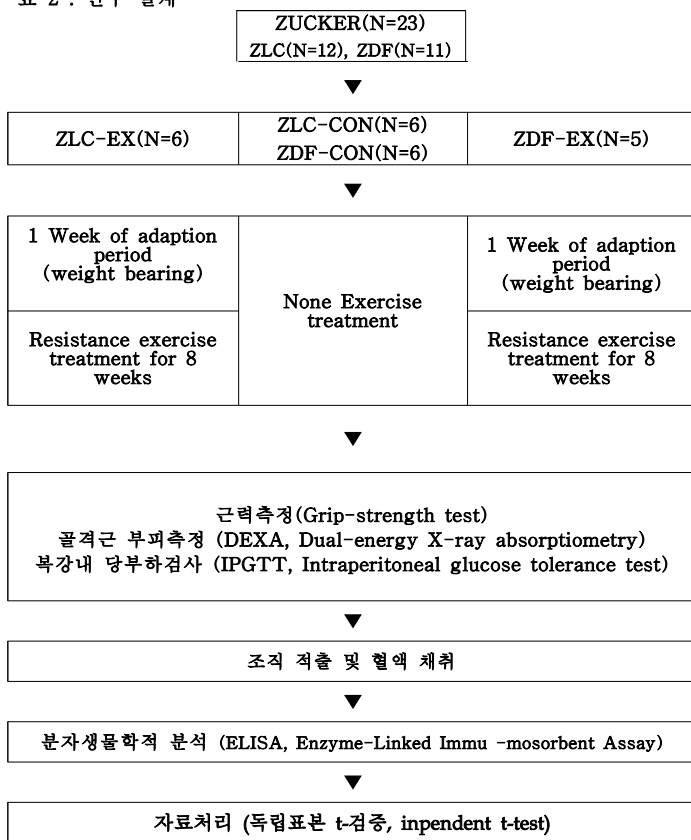 ZUCKER(N=23)
ZLC(N=12), ZDF(N=11)
ZLC-EX(N=6)
ZLC-CON(N=6)
ZDF-CON(N=6)
ZDF-EX(N=5)
1 Week of adaption
period
(weight bearing)
Resistance exercise
treatment for 8
weeks
None Exercise
treatment
1 Week of adaption
period
(weight bearing)
Resistance exercise
treatment for 8
weeks
근력측정(Grip-strength test)
골격근 부피측정 (DEXA, Dual-energy X-ray absorptiometry)
복강내 당부하검사 (IPGTT, Intraperitoneal glucose tolerance test)
조직 적출 및 혈액 채취
분자생물학적 분석 (ELISA, Enzyme-Linked Immu -mosorbent Assay)
자료처리 (독립표본 t-검증, inpendent t-test)